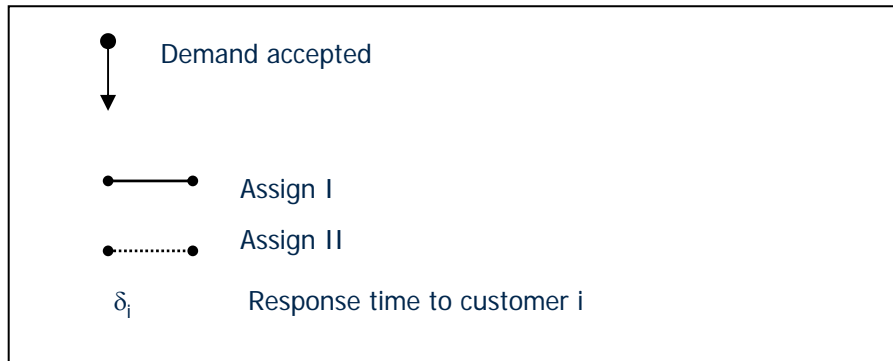 Demand accepted
Assign I
Assign II
δi Response time to customer i